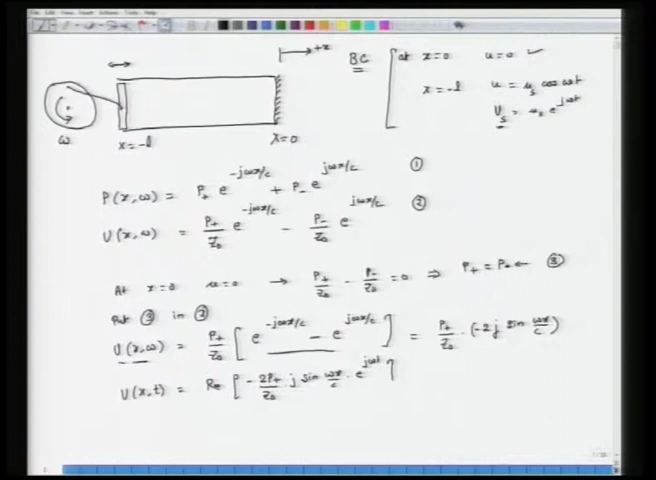 +x
BC
at x=0 u=0 ✓
x=-l u = u_s cos ωt
U_s = u_s e^{jωt}
ω
x=-l
x=0
P(x,ω) = P_+ e^{-jωx/c} + P_- e^{jωx/c} ①
U(x,ω) = P_+/Z_0 e^{-jωx/c} - P_-/Z_0 e^{jωx/c} ②
At x=0 u=0 → P_+/Z_0 - P_-/Z_0 = 0 ⇒ P_+ = P_- ← ③
Put ③ in ②
U(x,ω) = P_+/Z_0 [ e^{-jωx/c} - e^{jωx/c} ] = P_+/Z_0 · (-2j sin ωx/c)
U(x,t) = Re [ -2P_+/Z_0 · j sin ωx/c · e^{jωt} ]